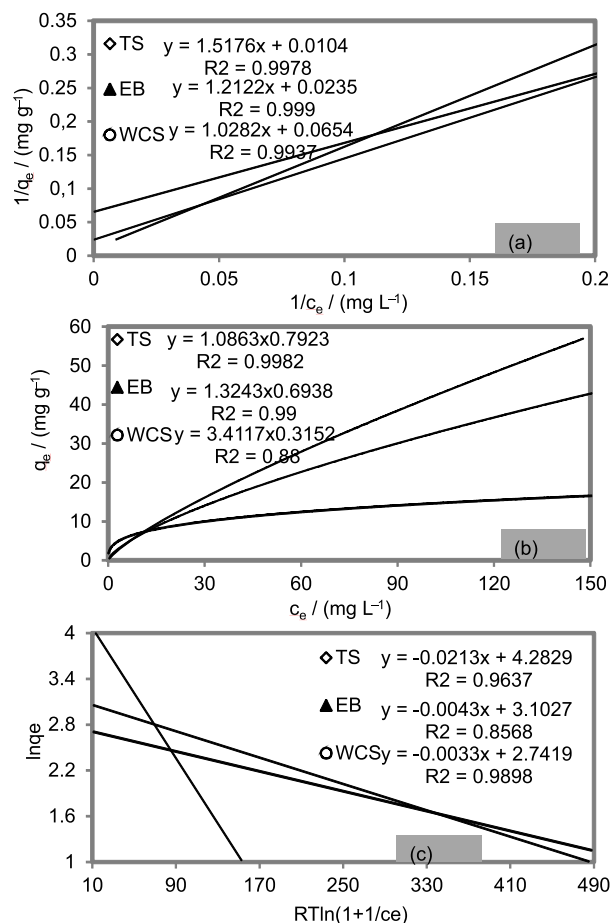 0.35
0.3
0.25
0,2
0.15
0,1
0.05
0
1/qₑ / (mg g⁻¹)
TS y = 1.5176x + 0.0104
R2 = 0.9978
EB y = 1.2122x + 0.0235
R2 = 0.999
WCS y = 1.0282x + 0.0654
R2 = 0.9937
(a)
0 0.05 0.1 0.15 0.2
1/cₑ / (mg L⁻¹)
60
50
40
30
20
10
0
qₑ / (mg g⁻¹)
TS y = 1.0863x0.7923
R2 = 0.9982
EB y = 1.3243x0.6938
R2 = 0.99
WCS y = 3.4117x0.3152
R2 = 0.88
(b)
0 30 60 90 120 150
cₑ / (mg L⁻¹)
4
3.4
2.8
2.2
1.6
1
lnqe
TS y = -0.0213x + 4.2829
R2 = 0.9637
EB y = -0.0043x + 3.1027
R2 = 0.8568
WCS y = -0.0033x + 2.7419
R2 = 0.9898
(c)
10 90 170 250 330 410 490
RTln(1+1/ce)